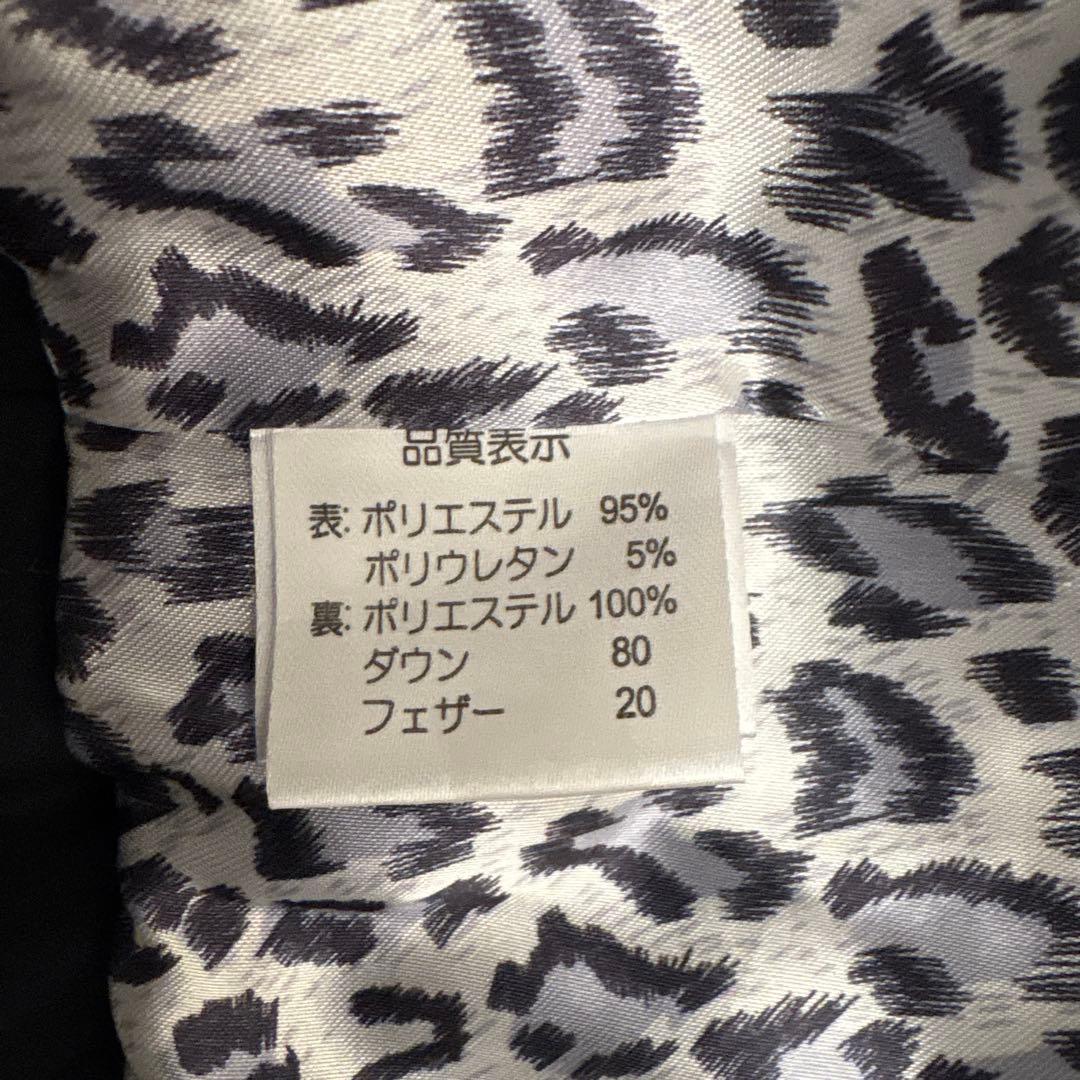 品質表示
表: ポリエステル 95%
ポリウレタン 5%
裏: ポリエステル 100%
ダウン 80
フェザー 20